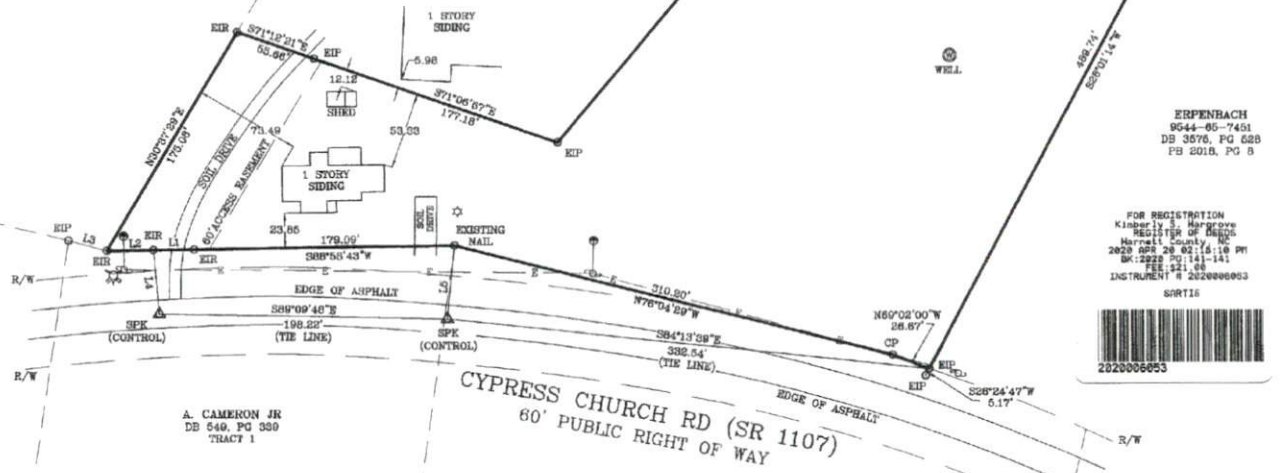 1 STORY
SIDING
5.98
EIR
S71°12'21"E
55.66'
EIP
12.12
SHED
S71°06'57"E
177.18'
EIP
WELL
489.74'
S28°01'14"W
ERPENBACH
9544-65-7451
DB 3576, PG 528
PB 2018, PG 8
N30°57'29"E
175.08'
73.49
53.33
SOIL DRIVE
60' ACCESS EASEMENT
1 STORY
SIDING
23.85
SOIL
DRIVE
EXISTING
NAIL
EIP
L3
L2
EIR
L1
EIR
EIR
179.09'
S88°55'43"W
FOR REGISTRATION
Kimberly S. Hargrove
REGISTER OF DEEDS
Harnett County, NC
2020 APR 20 02:15:10 PM
BK:2020 PG:141-141
FEE:$21.00
INSTRUMENT # 2020006053
SARTIS
2020006053
R/W
L4
E
E
E
L5
E
E
E
310.20'
N76°04'29"W
EDGE OF ASPHALT
S89°09'46"E
198.22'
(TIE LINE)
SPK
(CONTROL)
SPK
(CONTROL)
S84°13'39"E
332.54'
(TIE LINE)
N69°02'00"W
26.67'
CP
EIP
EIP
S26°24'47"W
5.17'
EDGE OF ASPHALT
R/W
R/W
CYPRESS CHURCH RD (SR 1107)
60' PUBLIC RIGHT OF WAY
A. CAMERON JR
DB 549, PG 339
TRACT 1